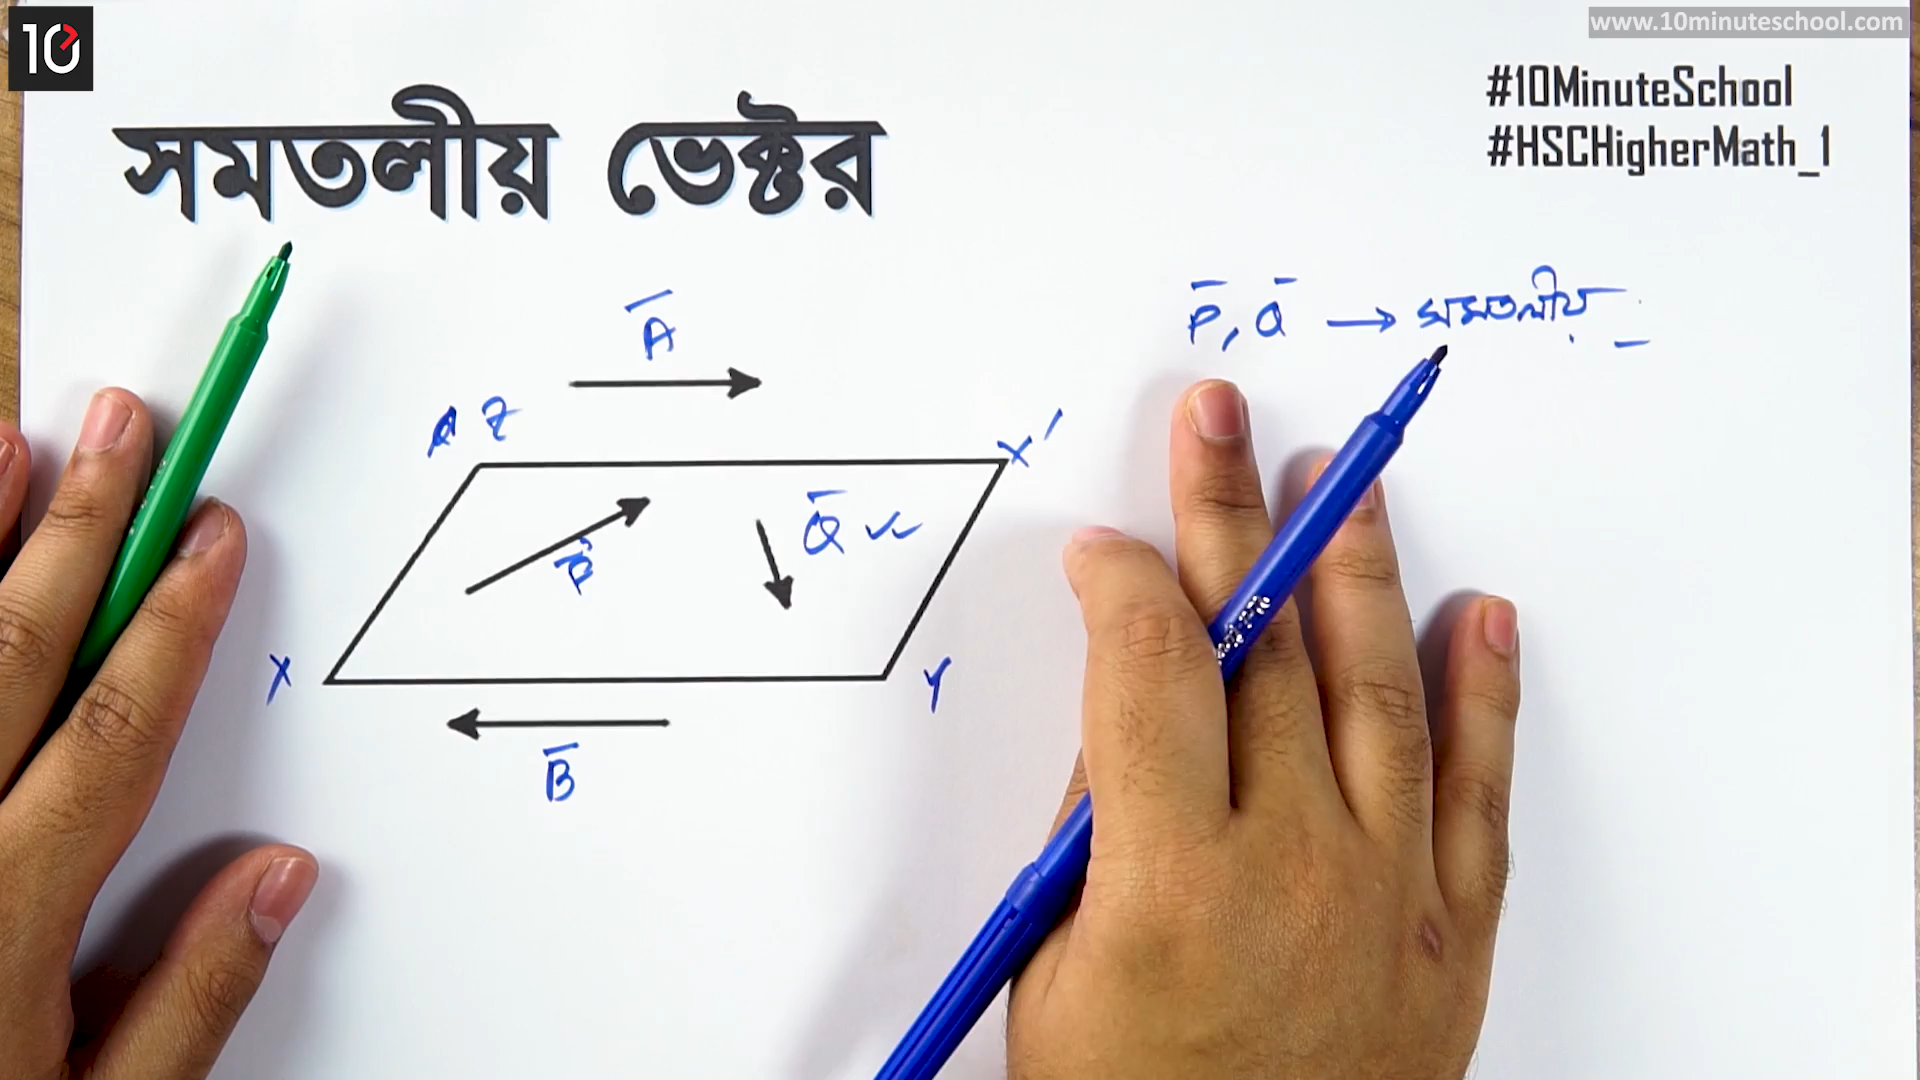 10
www.10minuteschool.com
#10MinuteSchool
#HSCHigherMath_1
সমতলীয় ভেক্টর
P̄, Q̄ → সমতলীয়
Ā
Z
X′
P̄
Q̄
X
Y
B̄